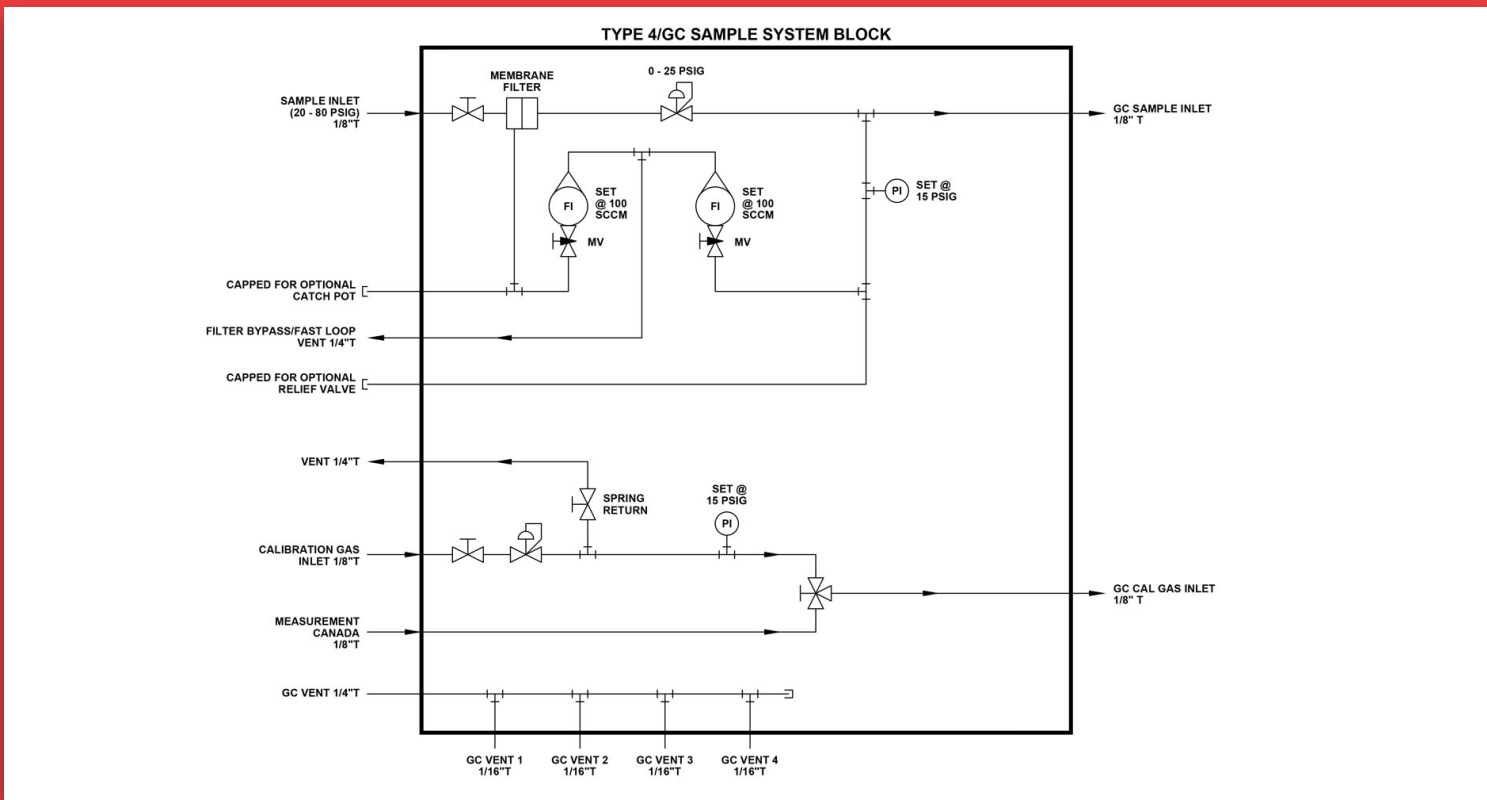 TYPE 4/GC SAMPLE SYSTEM BLOCK
MEMBRANE
FILTER
0 - 25 PSIG
SAMPLE INLET
(20 - 80 PSIG)
1/8"T
GC SAMPLE INLET
1/8" T
FI
SET
@ 100
SCCM
MV
FI
SET
@ 100
SCCM
MV
PI
SET @
15 PSIG
CAPPED FOR OPTIONAL
CATCH POT
FILTER BYPASS/FAST LOOP
VENT 1/4"T
CAPPED FOR OPTIONAL
RELIEF VALVE
VENT 1/4"T
SPRING
RETURN
SET @
15 PSIG
PI
CALIBRATION GAS
INLET 1/8"T
GC CAL GAS INLET
1/8" T
MEASUREMENT
CANADA
1/8"T
GC VENT 1/4"T
GC VENT 1
1/16"T
GC VENT 2
1/16"T
GC VENT 3
1/16"T
GC VENT 4
1/16"T